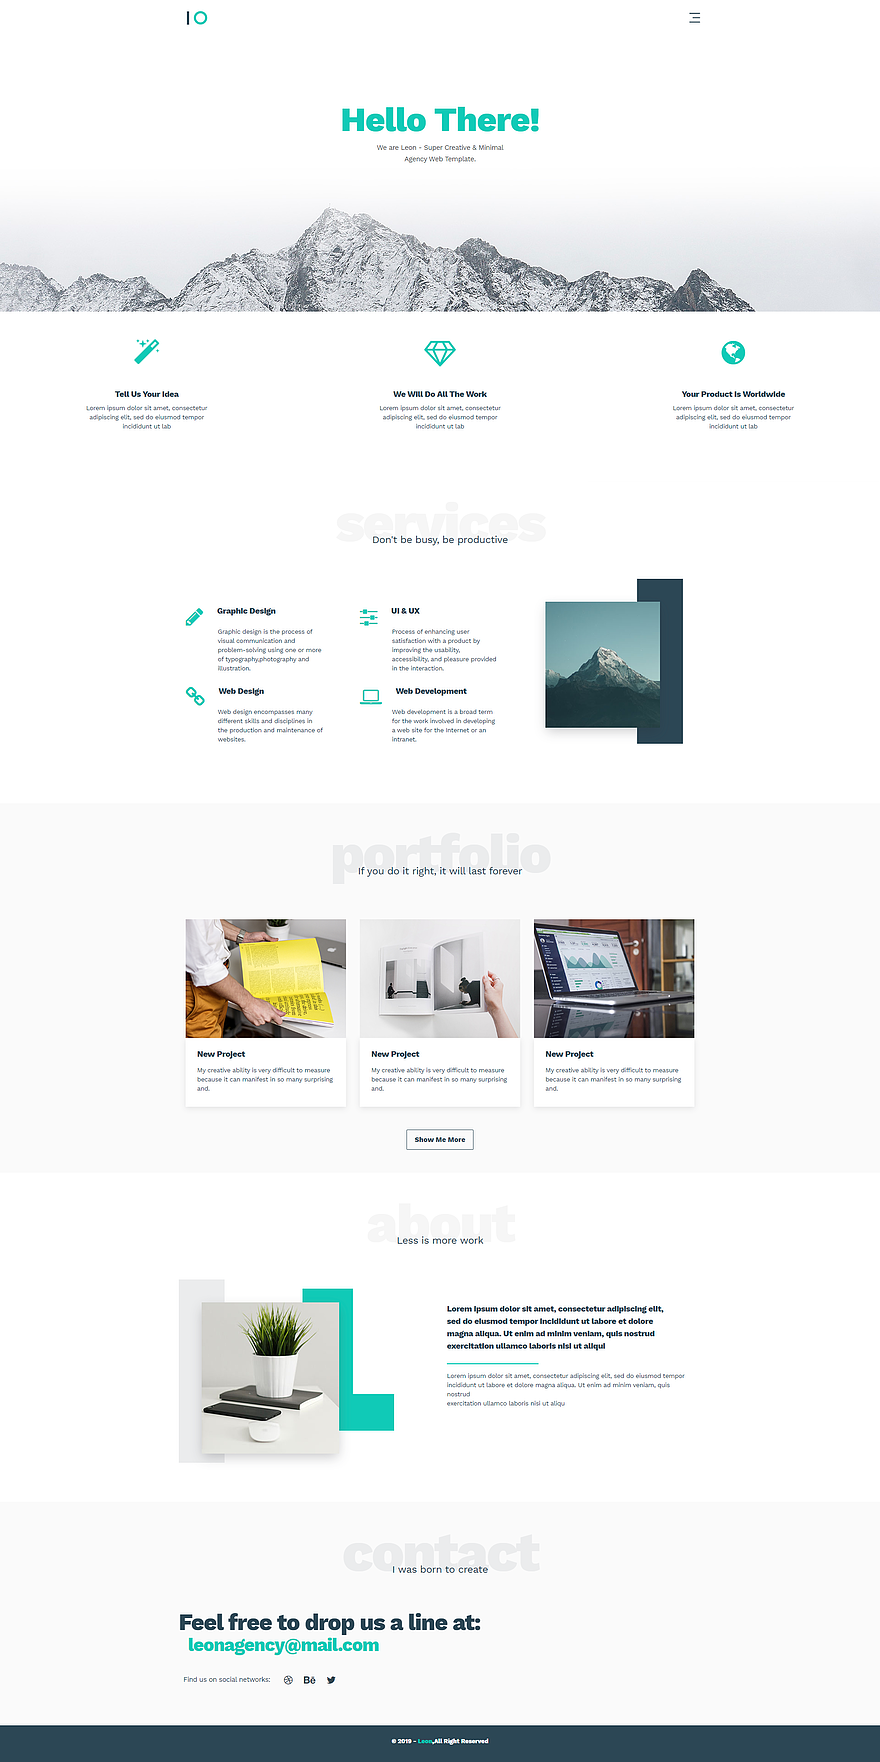 Hello There!
We are Leon - Super Creative & Minimal
Agency Web Template.
Tell Us Your Idea
Lorem ipsum dolor sit amet, consectetur
adipiscing elit, sed do eiusmod tempor
incididunt ut lab
We Will Do All The Work
Lorem ipsum dolor sit amet, consectetur
adipiscing elit, sed do eiusmod tempor
incididunt ut lab
Your Product is Worldwide
Lorem ipsum dolor sit amet, consectetur
adipiscing elit, sed do eiusmod tempor
incididunt ut lab
services
Don't be busy, be productive
Graphic Design
Graphic design is the process of
visual communication and
problem-solving using one or more
of typography,photography and
illustration.
UI & UX
Process of enhancing user
satisfaction with a product by
improving the usability,
accessibility, and pleasure provided
in the interaction.
Web Design
Web design encompasses many
different skills and disciplines in
the production and maintenance of
websites.
Web Development
Web development is a broad term
for the work involved in developing
a web site for the Internet or an
intranet.
portfolio
If you do it right, it will last forever
New Project
My creative ability is very difficult to measure
because it can manifest in so many surprising
and.
New Project
My creative ability is very difficult to measure
because it can manifest in so many surprising
and.
New Project
My creative ability is very difficult to measure
because it can manifest in so many surprising
and.
Show Me More
about
Less is more work
Lorem ipsum dolor sit amet, consectetur adipiscing elit,
sed do eiusmod tempor incididunt ut labore et dolore
magna aliqua. Ut enim ad minim veniam, quis nostrud
exercitation ullamco laboris nisi ut aliqui
Lorem ipsum dolor sit amet, consectetur adipiscing elit, sed do eiusmod tempor
incididunt ut labore et dolore magna aliqua. Ut enim ad minim veniam, quis
nostrud
exercitation ullamco laboris nisi ut aliqu
contact
I was born to create
Feel free to drop us a line at:
leonagency@mail.com
Find us on social networks:
Bē
© 2019 - Leon,All Right Reserved